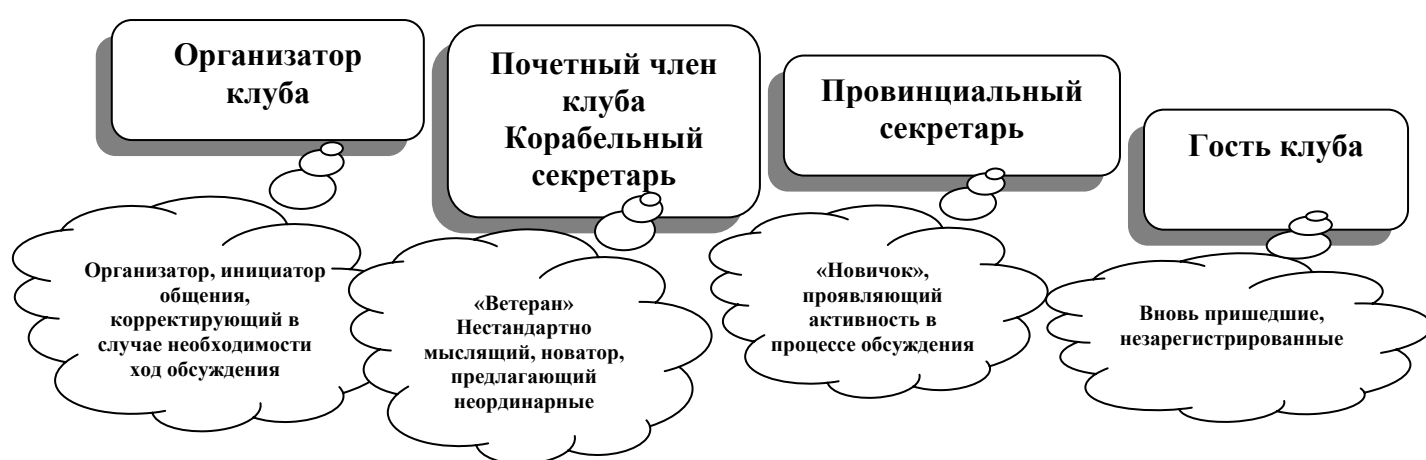 Организатор
клуба
Почетный член
клуба
Корабельный
секретарь
Провинциальный
секретарь
Гость клуба
Организатор, инициатор
общения,
корректирующий в
случае необходимости
ход обсуждения
«Ветеран»
Нестандартно
мыслящий, новатор,
предлагающий
неординарные
«Новичок»,
проявляющий
активность в
процессе обсуждения
Вновь пришедшие,
незарегистрированные